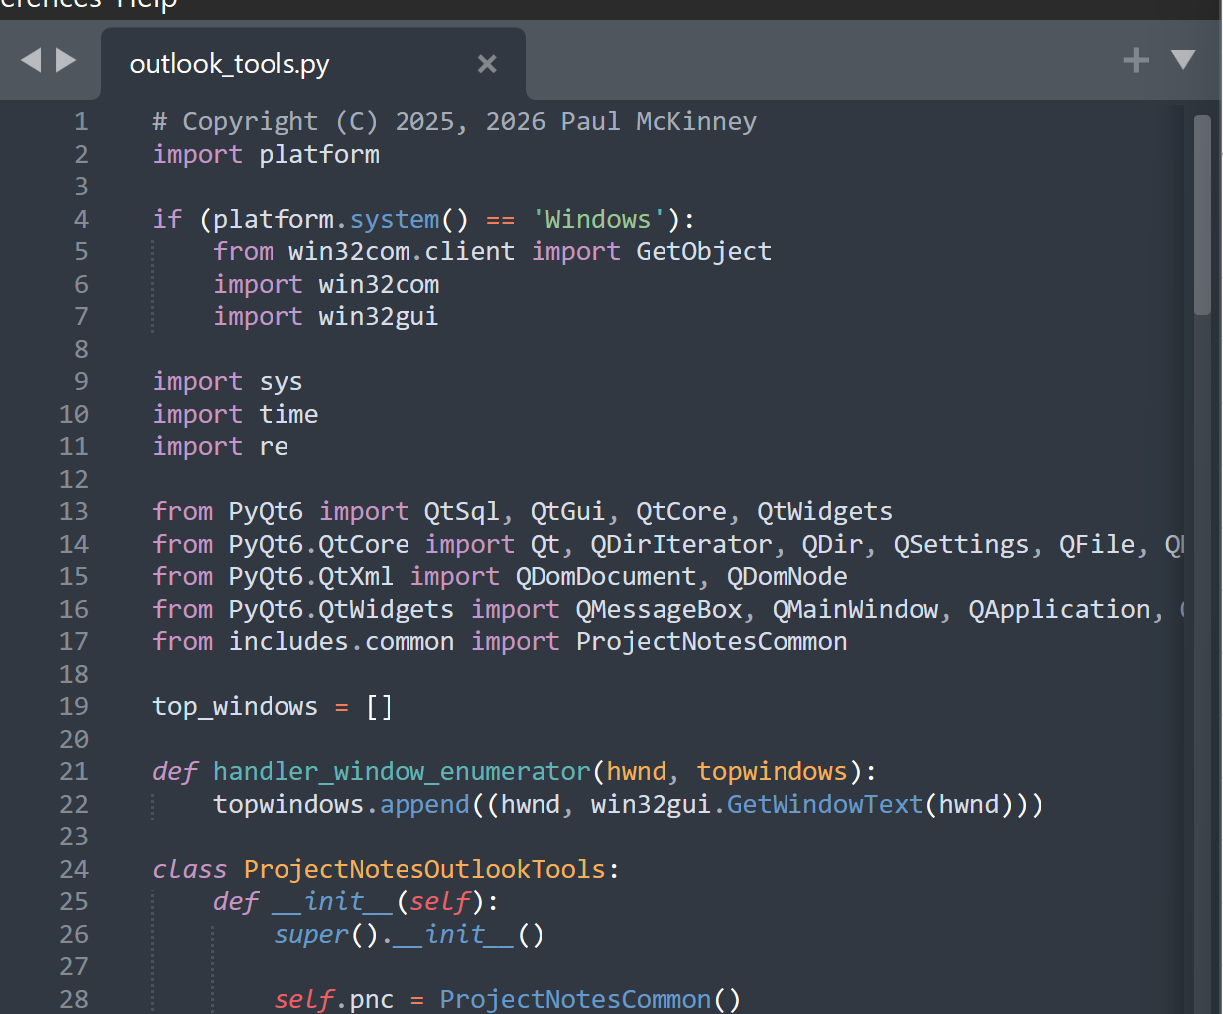 Help
outlook_tools.py
1 # Copyright (C) 2025, 2026 Paul McKinney
2 import platform
3
4 if (platform.system() == 'Windows'):
5     from win32com.client import GetObject
6     import win32com
7     import win32gui
8
9 import sys
10 import time
11 import re
12
13 from PyQt6 import QtSql, QtGui, QtCore, QtWidgets
14 from PyQt6.QtCore import Qt, QDirIterator, QDir, QSettings, QFile,
15 from PyQt6.QtXml import QDomDocument, QDomNode
16 from PyQt6.QtWidgets import QMessageBox, QMainWindow, QApplication,
17 from includes.common import ProjectNotesCommon
18
19 top_windows = []
20
21 def handler_window_enumerator(hwnd, topwindows):
22     topwindows.append((hwnd, win32gui.GetWindowText(hwnd)))
23
24 class ProjectNotesOutlookTools:
25     def __init__(self):
26         super().__init__()
27
28         self.pnc = ProjectNotesCommon()